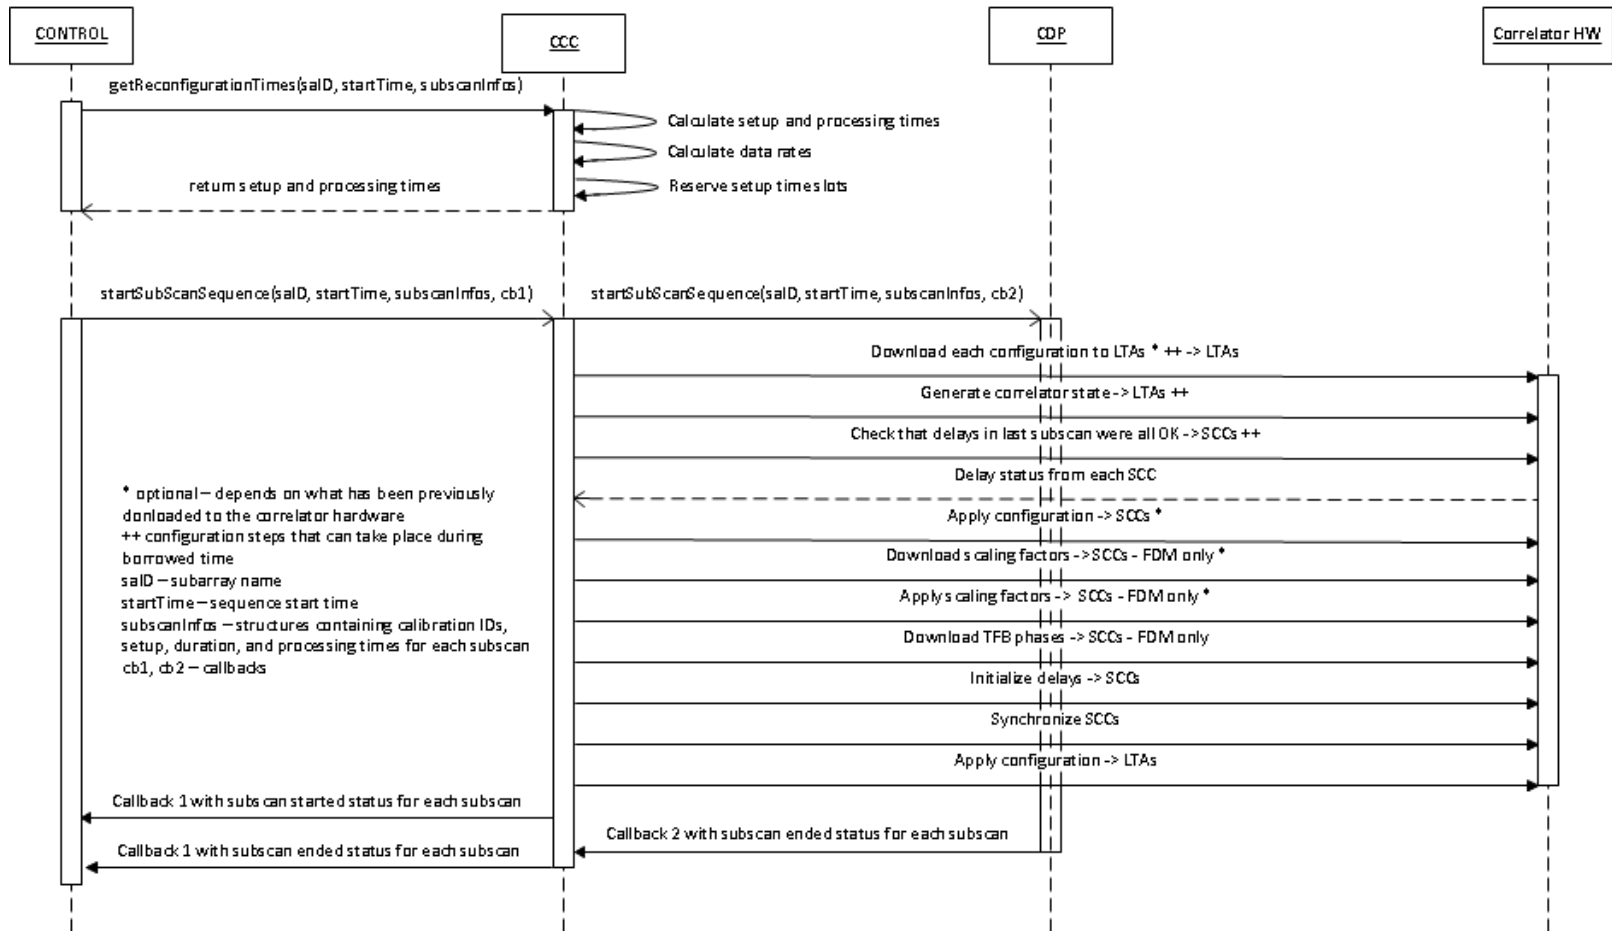 CONTROL
CCC
CDP
Correlator HW
getReconfigurationTimes(saID, startTime, subscanInfos)
Calculate setup and processing times
Calculate data rates
return setup and processing times
Reserve setup time slots
startSubScanSequence(saID, startTime, subscanInfos, cb1)
startSubScanSequence(saID, startTime, subscanInfos, cb2)
Download each configuration to LTAs * ++ -> LTAs
Generate correlator state -> LTAs ++
Check that delays in last subscan were all OK -> SCCs ++
Delay status from each SCC
* optional – depends on what has been previously
donloaded to the correlator hardware
++ configuration steps that can take place during
borrowed time
saID – subarray name
startTime – sequence start time
subscanInfos – structures containing calibration IDs,
setup, duration, and processing times for each subscan
cb1, cb2 – callbacks
Apply configuration -> SCCs *
Download scaling factors -> SCCs - FDM only *
Apply scaling factors -> SCCs - FDM only *
Download TFB phases -> SCCs - FDM only
Initialize delays -> SCCs
Synchronize SCCs
Apply configuration -> LTAs
Callback 1 with subscan started status for each subscan
Callback 2 with subscan ended status for each subscan
Callback 1 with subscan ended status for each subscan